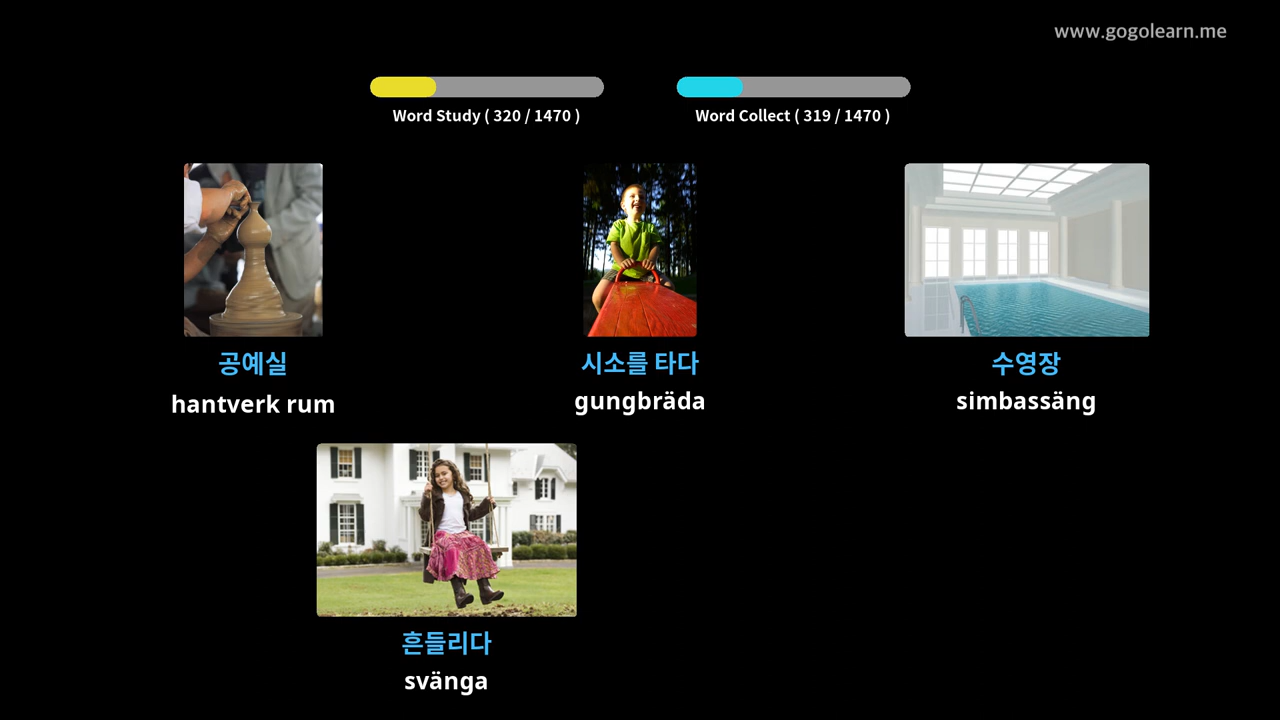 www.gogolearn.me
Word Study ( 320 / 1470 )
Word Collect ( 319 / 1470 )
공예실
hantverk rum
시소를 타다
gungbräda
수영장
simbassäng
흔들리다
svänga